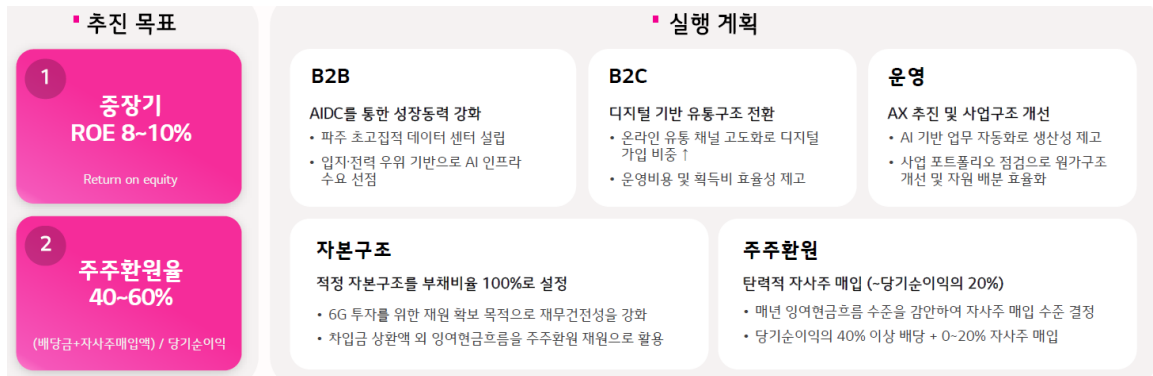 추진 목표
1
중장기
ROE 8~10%
Return on equity
2
주주환원율
40~60%
(배당금+자사주매입액) / 당기순이익
실행 계획
B2B
AIDC를 통한 성장동력 강화
• 파주 초고집적 데이터 센터 설립
• 입지·전력 우위 기반으로 AI 인프라
수요 선점
B2C
디지털 기반 유통구조 전환
• 온라인 유통 채널 고도화로 디지털
가입 비중 ↑
• 운영비용 및 획득비 효율성 제고
운영
AX 추진 및 사업구조 개선
• AI 기반 업무 자동화로 생산성 제고
• 사업 포트폴리오 점검으로 원가구조
개선 및 자원 배분 효율화
자본구조
적정 자본구조를 부채비율 100%로 설정
• 6G 투자를 위한 재원 확보 목적으로 재무건전성을 강화
• 차입금 상환액 외 잉여현금흐름을 주주환원 재원으로 활용
주주환원
탄력적 자사주 매입 (~당기순이익의 20%)
• 매년 잉여현금흐름 수준을 감안하여 자사주 매입 수준 결정
• 당기순이익의 40% 이상 배당 + 0~20% 자사주 매입